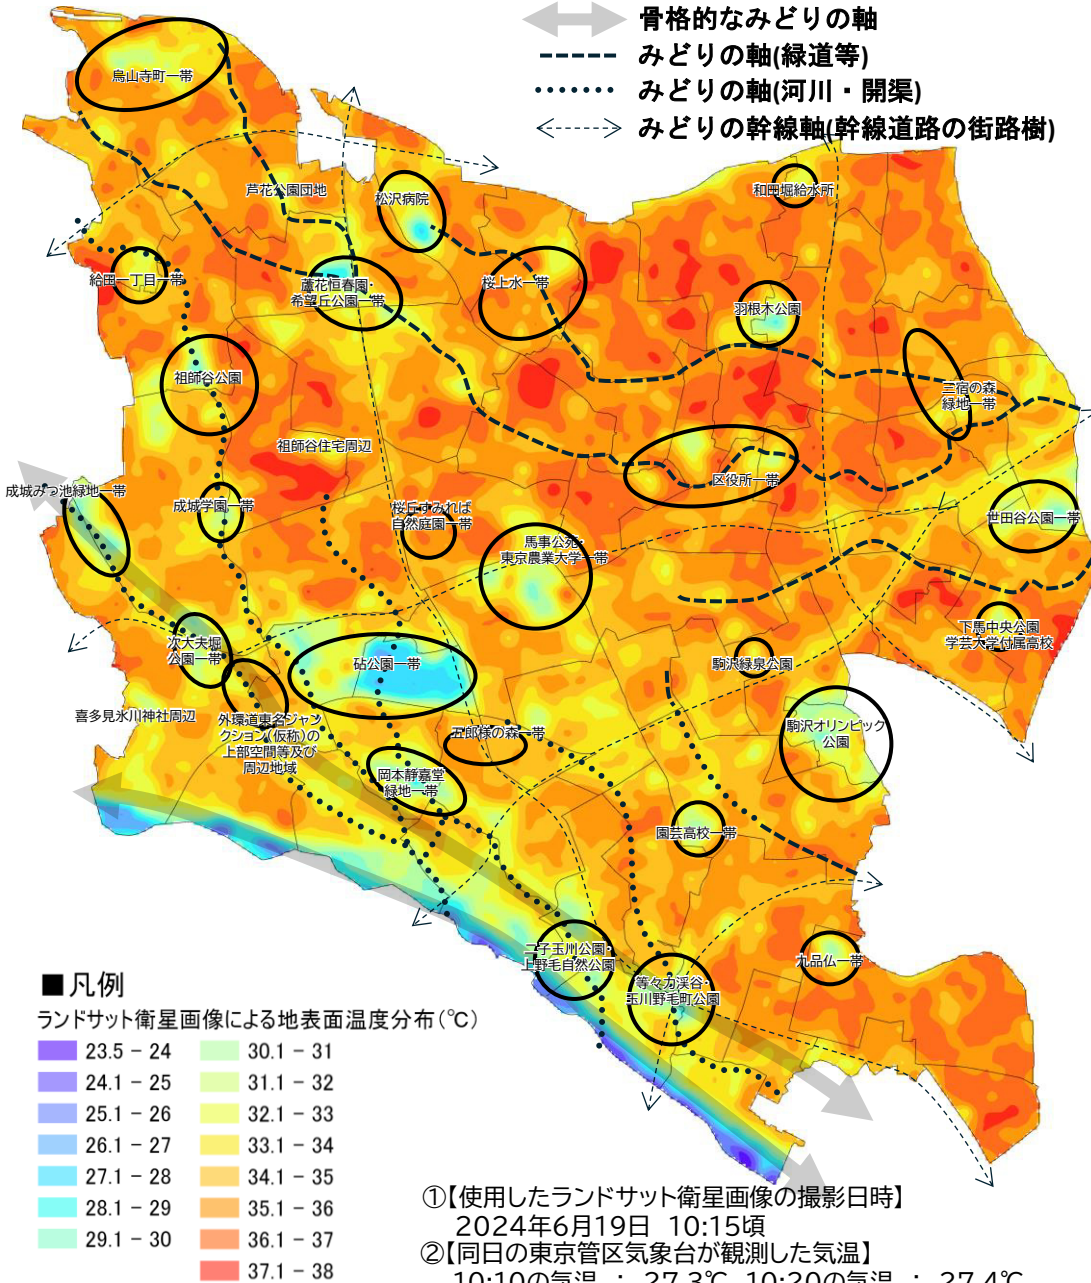 骨格的なみどりの軸
みどりの軸(緑道等)
みどりの軸(河川・開渠)
みどりの幹線軸(幹線道路の街路樹)
烏山寺町一帯
芦花公園団地
松沢病院
和田堀給水所
給田一丁目一帯
蘆花恒春園・
希望丘公園一帯
桜上水一帯
羽根木公園
祖師谷公園
三宿の森
緑地一帯
祖師谷住宅周辺
区役所一帯
成城みつ池緑地一帯
成城学園一帯
桜丘すみれば
自然庭園一帯
世田谷公園一帯
馬事公苑・
東京農業大学一帯
次大夫堀
公園一帯
砧公園一帯
駒沢緑泉公園
下馬中央公園
学芸大学付属高校
喜多見氷川神社周辺
外環道東名ジャン
クション(仮称)の
上部空間等及び
周辺地域
五郎様の森一帯
駒沢オリンピック
公園
岡本静嘉堂
緑地一帯
園芸高校一帯
二子玉川公園・
上野毛自然公園
等々力渓谷・
玉川野毛町公園
九品仏一帯
■凡例
ランドサット衛星画像による地表面温度分布(℃)
23.5 - 24
24.1 - 25
25.1 - 26
26.1 - 27
27.1 - 28
28.1 - 29
29.1 - 30
30.1 - 31
31.1 - 32
32.1 - 33
33.1 - 34
34.1 - 35
35.1 - 36
36.1 - 37
37.1 - 38
①【使用したランドサット衛星画像の撮影日時】
2024年6月19日 10:15頃
②【同日の東京管区気象台が観測した気温】
10:10の気温 : 27.3℃ 10:20の気温 : 27.4℃